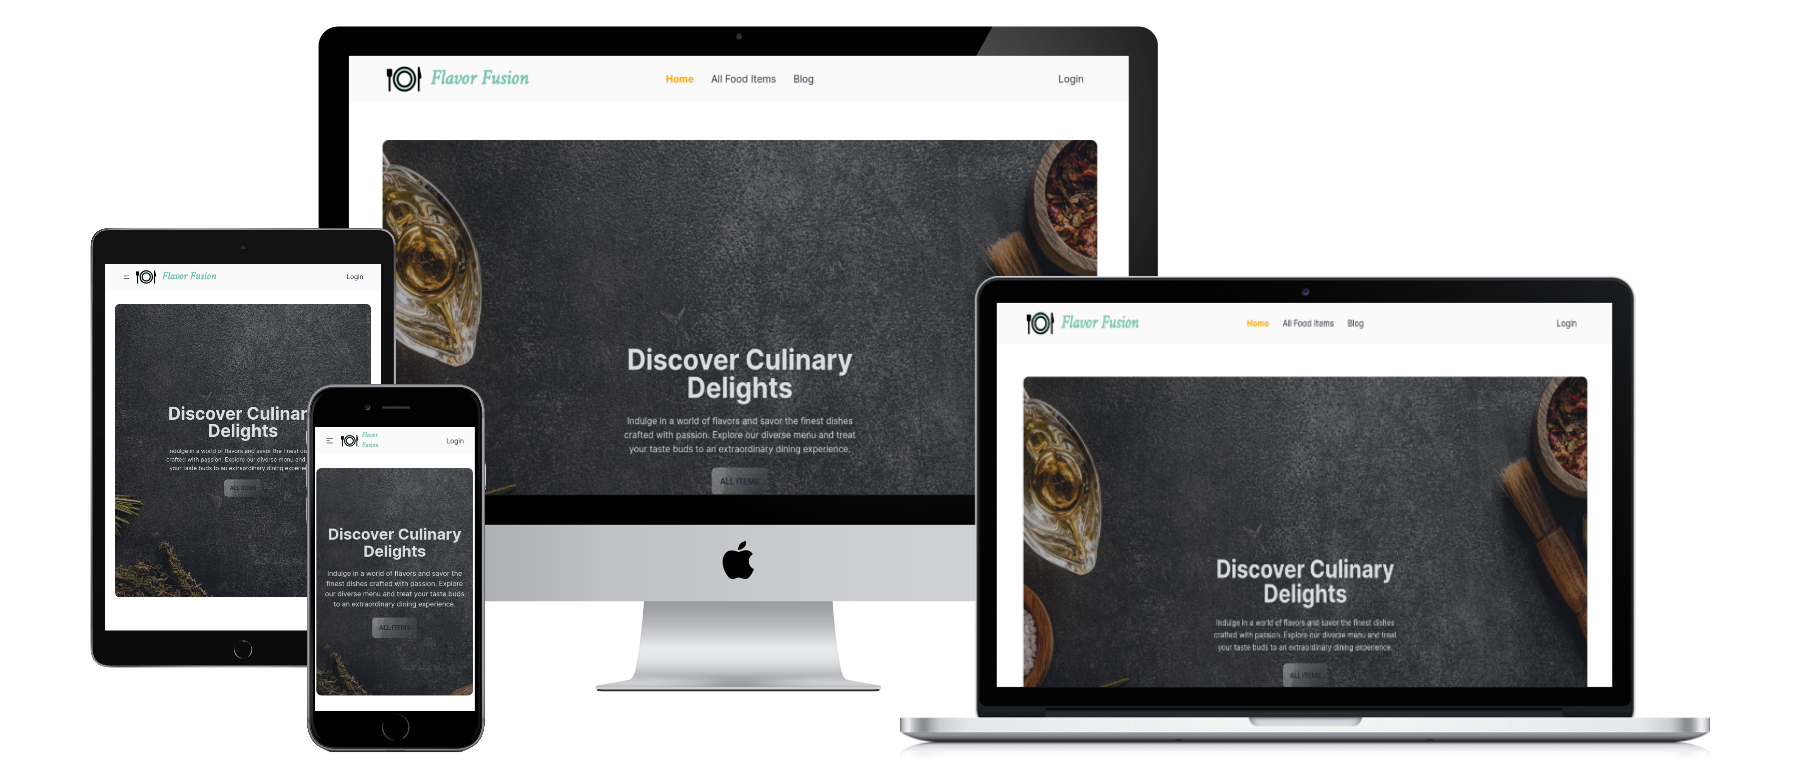 Flavor Fusion
Home All Food Items Blog
Login
Discover Culinary
Delights
Indulge in a world of flavors and savor the finest dishes
crafted with passion. Explore our diverse menu and treat
your taste buds to an extraordinary dining experience.
ALL ITEMS
Flavor Fusion
Login
Discover Culinar
Delights
Indulge in a world of flavors and savor the finest dis
crafted with passion. Explore our diverse menu and
your taste buds to an extraordinary dining experien
ALL ITEMS
Flavor
Fusion
Login
Discover Culinary
Delights
Indulge in a world of flavors and savor the
finest dishes crafted with passion. Explore
our diverse menu and treat your taste buds
to an extraordinary dining experience.
ALL ITEMS
Flavor Fusion
Home All Food Items Blog
Login
Discover Culinary
Delights
Indulge in a world of flavors and savor the finest dishes
crafted with passion. Explore our diverse menu and treat
your taste buds to an extraordinary dining experience.
ALL ITEMS